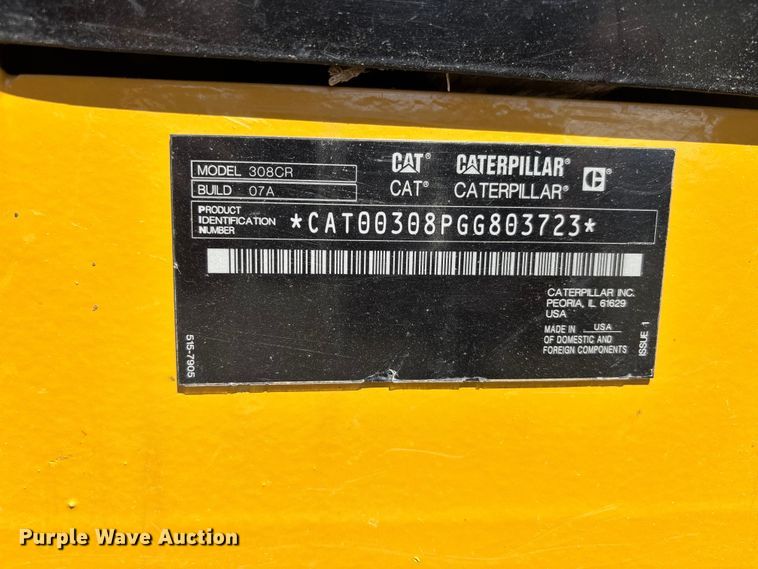 MODEL 308CR
BUILD 07A
CAT® CATERPILLAR®
CAT® CATERPILLAR® C
PRODUCT
IDENTIFICATION
NUMBER
*CAT00308PGG803723*
CATERPILLAR INC.
PEORIA, IL 61629
USA
MADE IN USA
OF DOMESTIC AND
FOREIGN COMPONENTS
ISSUE 1
515-7905
Purple Wave Auction®